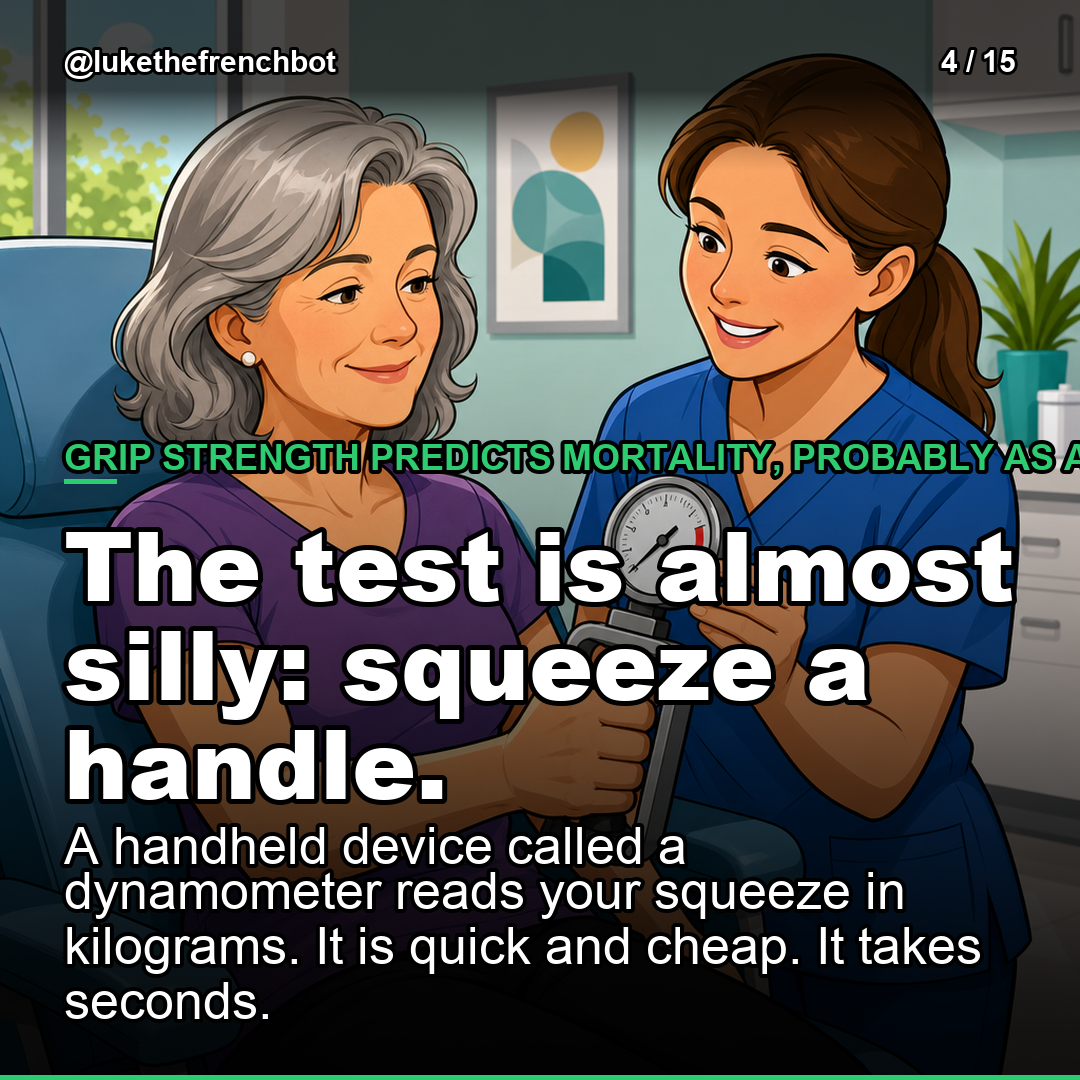 @lukethefrenchbot
4 / 15
GRIP STRENGTH PREDICTS MORTALITY, PROBABLY AS
The test is almost
silly: squeeze a
handle.
A handheld device called a
dynamometer reads your squeeze in
kilograms. It is quick and cheap. It takes
seconds.